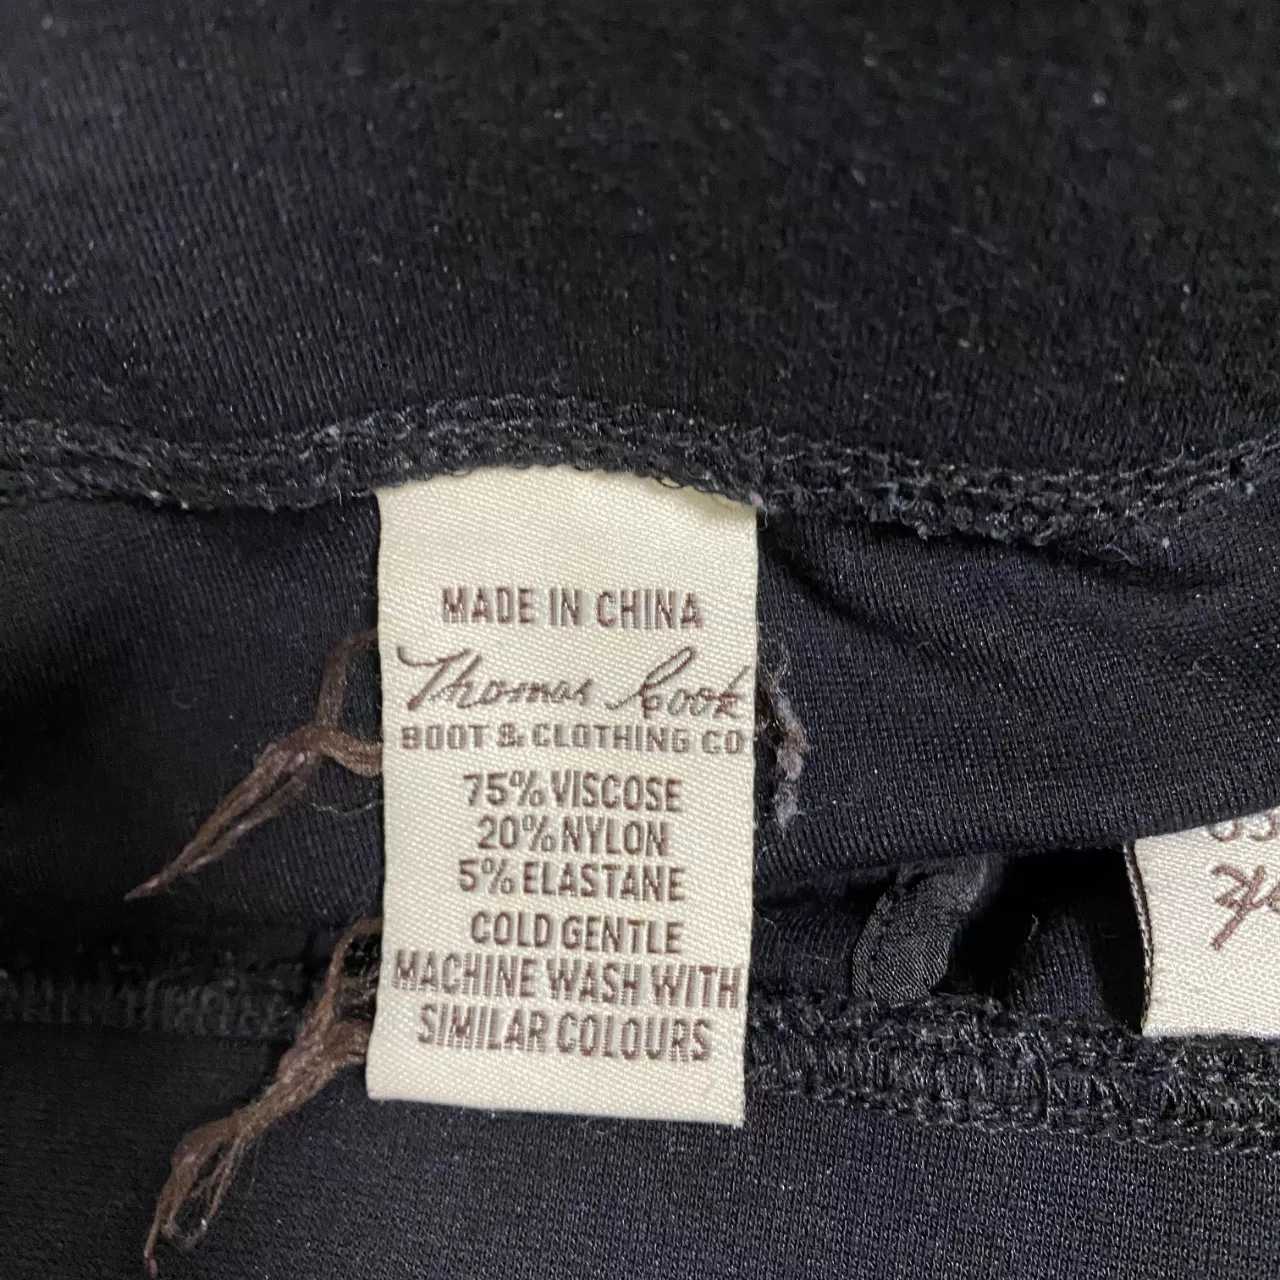 MADE IN CHINA
Thomas Cook
BOOT & CLOTHING CO
75% VISCOSE
20% NYLON
5% ELASTANE
COLD GENTLE
MACHINE WASH WITH
SIMILAR COLOURS